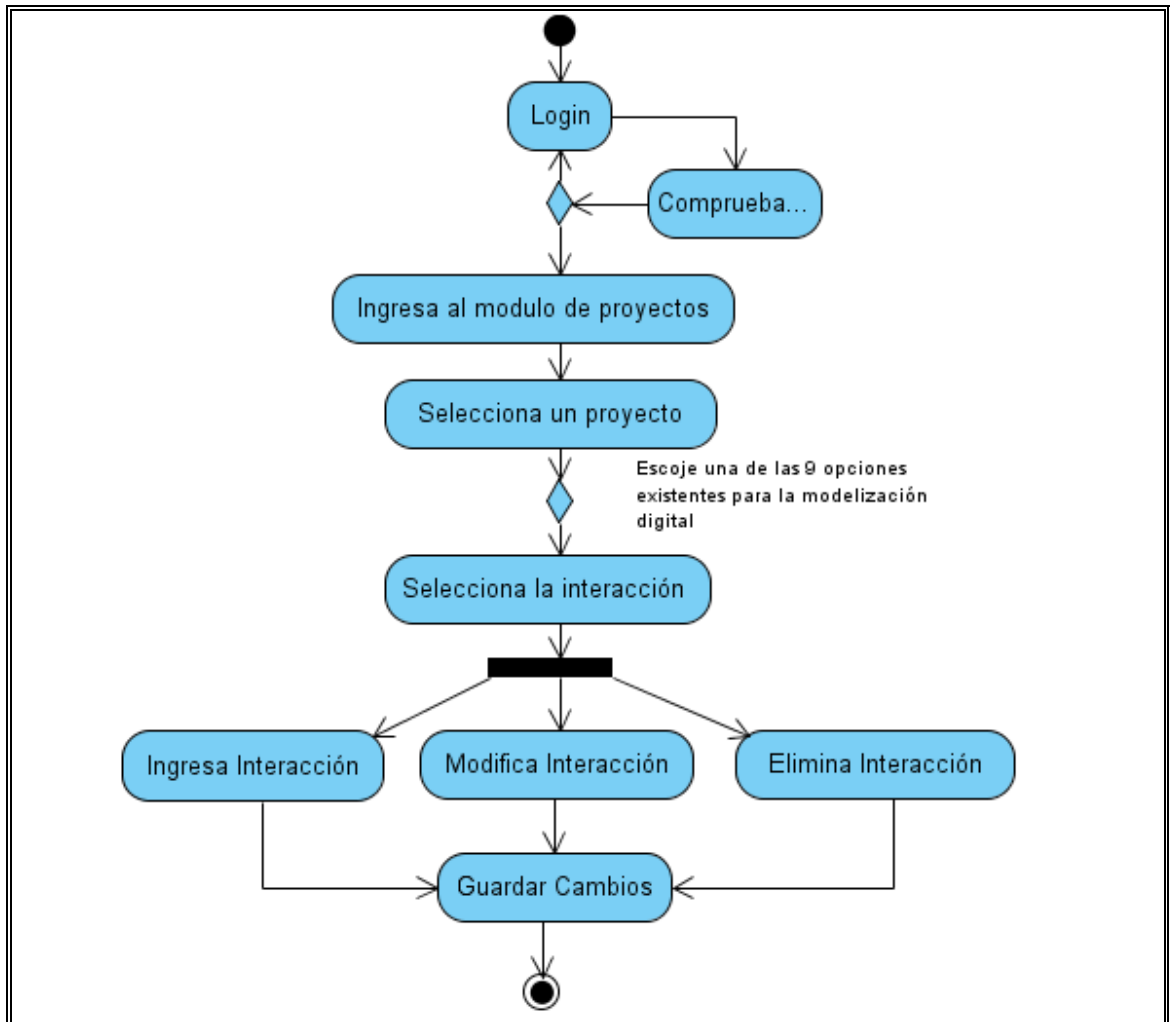 Login
Comprueba...
Ingresa al modulo de proyectos
Selecciona un proyecto
Escoje una de las 9 opciones
existentes para la modelización
digital
Selecciona la interacción
Ingresa Interacción
Modifica Interacción
Elimina Interacción
Guardar Cambios